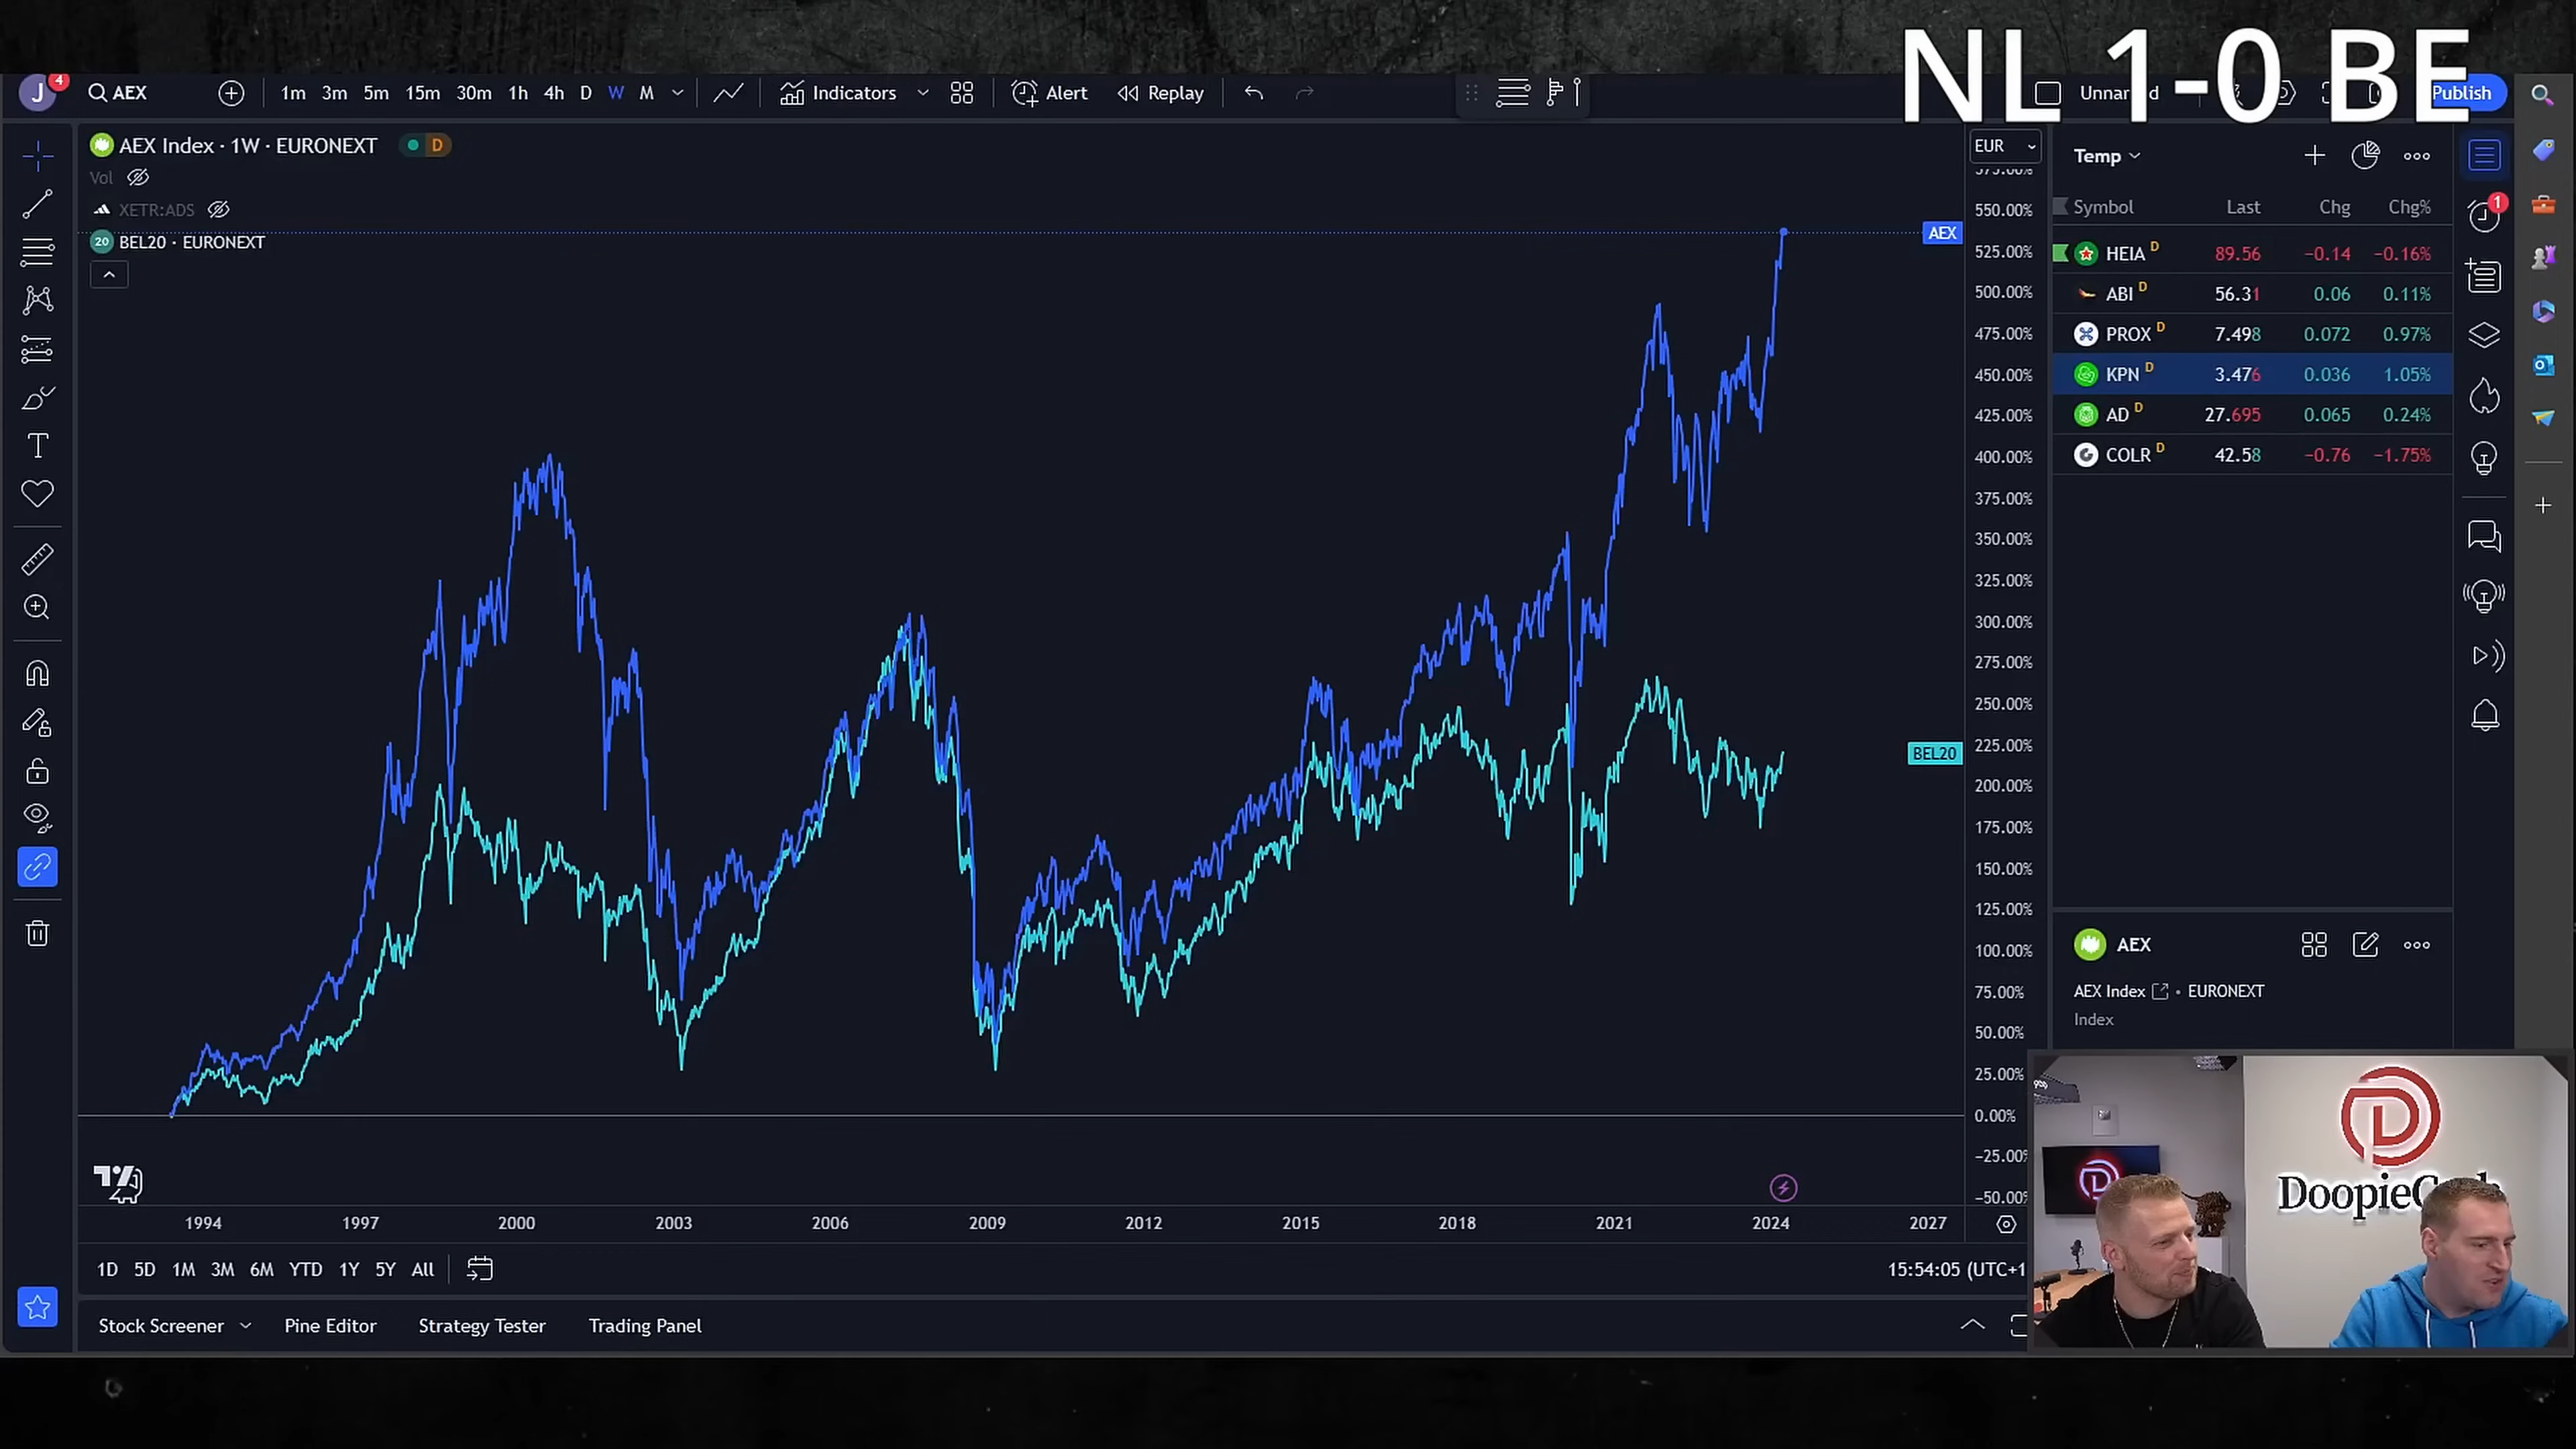 NL 1-0 BE
J 4 AEX 1m 3m 5m 15m 30m 1h 4h D W M Indicators Alert Replay Publish
AEX Index · 1W · EURONEXT D
Vol
XETR:ADS
20 BEL20 · EURONEXT
EUR
575.00%
550.00%
AEX
525.00%
500.00%
475.00%
450.00%
425.00%
400.00%
375.00%
350.00%
325.00%
300.00%
275.00%
250.00%
225.00%
BEL20
200.00%
175.00%
150.00%
125.00%
100.00%
75.00%
50.00%
25.00%
0.00%
−25.00%
−50.00%
1994 1997 2000 2003 2006 2009 2012 2015 2018 2021 2024 2027
1D 5D 1M 3M 6M YTD 1Y 5Y All
15:54:05 (UTC+1
Stock Screener Pine Editor Strategy Tester Trading Panel
Temp
Symbol Last Chg Chg%
HEIA D 89.56 −0.14 −0.16%
ABI D 56.31 0.06 0.11%
PROX D 7.498 0.072 0.97%
KPN D 3.476 0.036 1.05%
AD D 27.695 0.065 0.24%
COLR D 42.58 −0.76 −1.75%
1
AEX
AEX Index • EURONEXT
Index